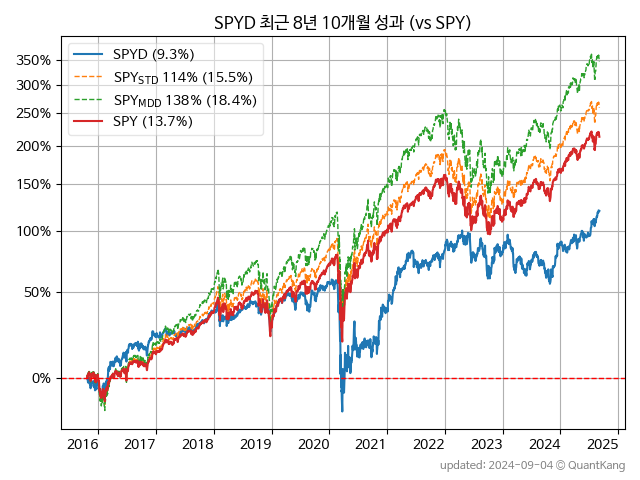 SPYD 최근 8년 10개월 성과 (vs SPY)
SPYD (9.3%)
SPY_STD 114% (15.5%)
SPY_MDD 138% (18.4%)
SPY (13.7%)
350%
300%
250%
200%
150%
100%
50%
0%
2016 2017 2018 2019 2020 2021 2022 2023 2024 2025
updated: 2024-09-04 © QuantKang